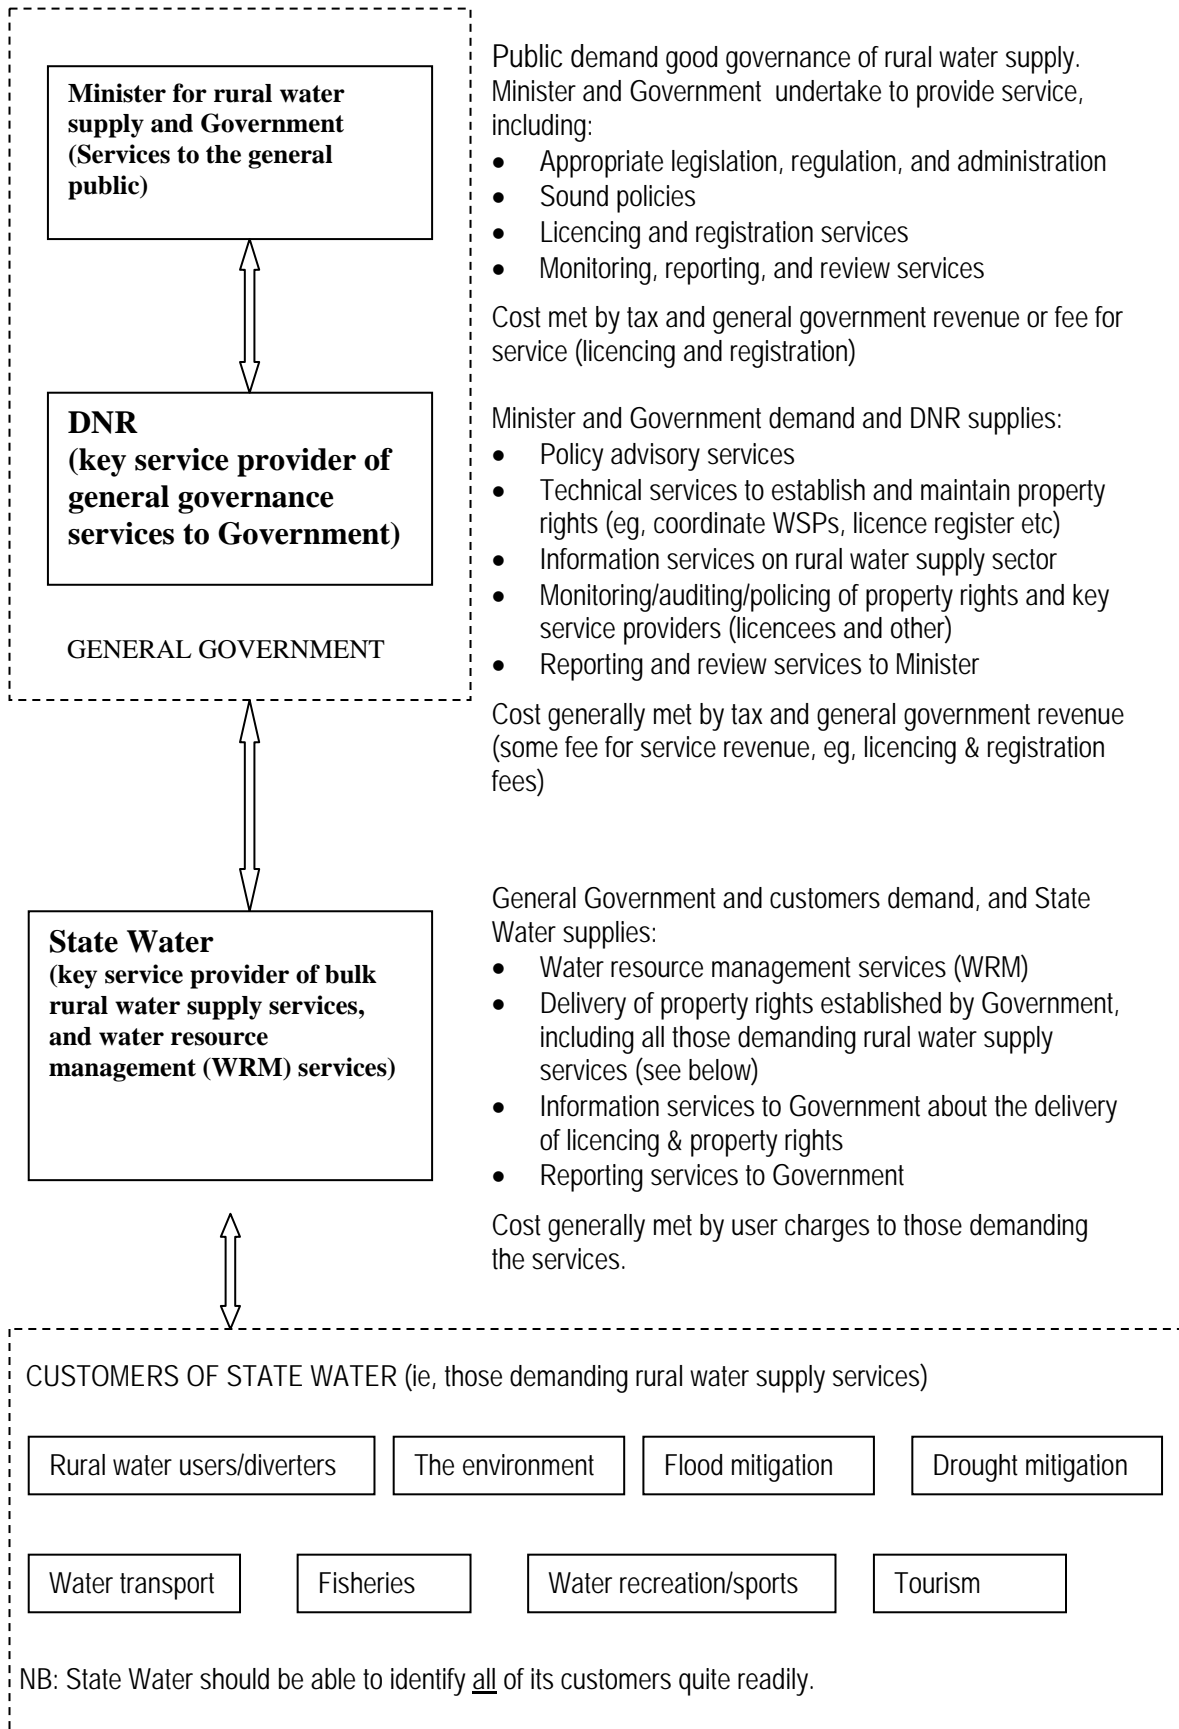 Minister for rural water
supply and Government
(Services to the general
public)
Public demand good governance of rural water supply.
Minister and Government undertake to provide service,
including:
• Appropriate legislation, regulation, and administration
• Sound policies
• Licencing and registration services
• Monitoring, reporting, and review services
Cost met by tax and general government revenue or fee for
service (licencing and registration)
DNR
(key service provider of
general governance
services to Government)
GENERAL GOVERNMENT
Minister and Government demand and DNR supplies:
• Policy advisory services
• Technical services to establish and maintain property
rights (eg, coordinate WSPs, licence register etc)
• Information services on rural water supply sector
• Monitoring/auditing/policing of property rights and key
service providers (licencees and other)
• Reporting and review services to Minister
Cost generally met by tax and general government revenue
(some fee for service revenue, eg, licencing & registration
fees)
State Water
(key service provider of bulk
rural water supply services,
and water resource
management (WRM) services)
General Government and customers demand, and State
Water supplies:
• Water resource management services (WRM)
• Delivery of property rights established by Government,
including all those demanding rural water supply
services (see below)
• Information services to Government about the delivery
of licencing & property rights
• Reporting services to Government
Cost generally met by user charges to those demanding
the services.
CUSTOMERS OF STATE WATER (ie, those demanding rural water supply services)
Rural water users/diverters
The environment
Flood mitigation
Drought mitigation
Water transport
Fisheries
Water recreation/sports
Tourism
NB: State Water should be able to identify all of its customers quite readily.